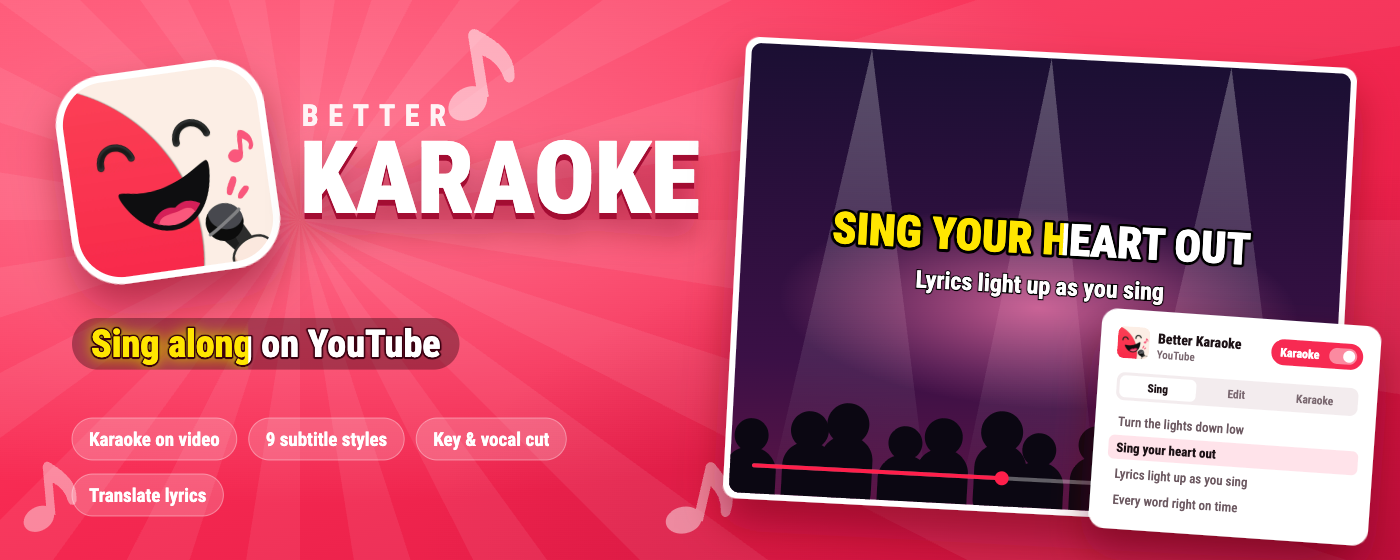 BETTER
KARAOKE
Sing along on YouTube
Karaoke on video
9 subtitle styles
Key & vocal cut
Translate lyrics
SING YOUR HEART OUT
Lyrics light up as you sing
Better Karaoke
YouTube
Karaoke
Sing
Edit
Karaoke
Turn the lights down low
Sing your heart out
Lyrics light up as you sing
Every word right on time